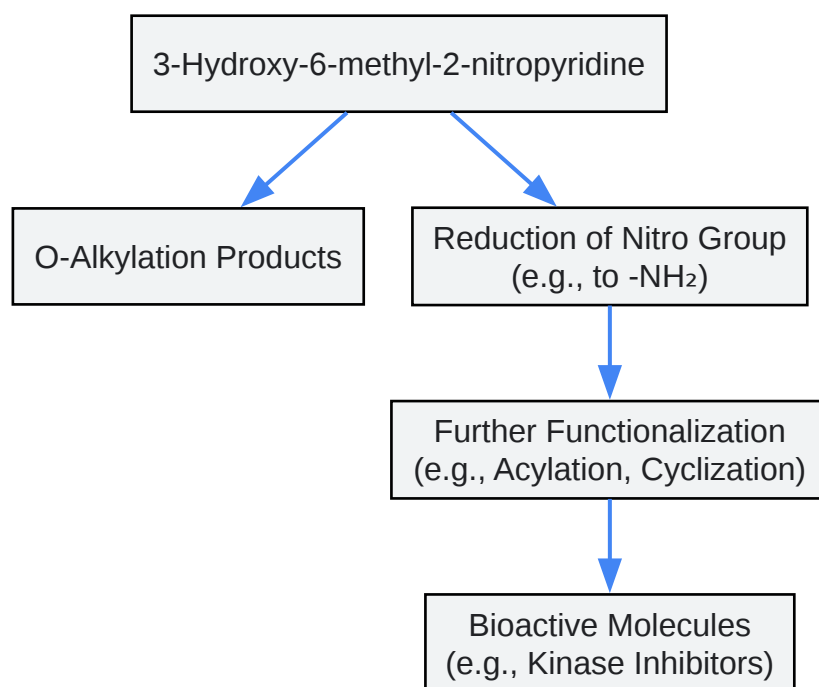 3-Hydroxy-6-methyl-2-nitropyridine
O-Alkylation Products
Reduction of Nitro Group
(e.g., to -NH₂)
Further Functionalization
(e.g., Acylation, Cyclization)
Bioactive Molecules
(e.g., Kinase Inhibitors)